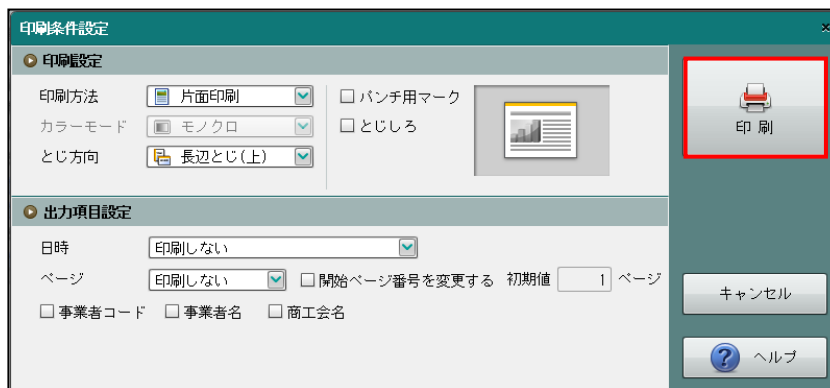 印刷条件設定
印刷設定
印刷方法 片面印刷 パンチ用マーク
カラーモード モノクロ とじしろ
とじ方向 長辺とじ(上)
印刷
出力項目設定
日時 印刷しない
ページ 印刷しない 開始ページ番号を変更する 初期値 1 ページ
事業者コード 事業者名 商工会名
キャンセル
? ヘルプ